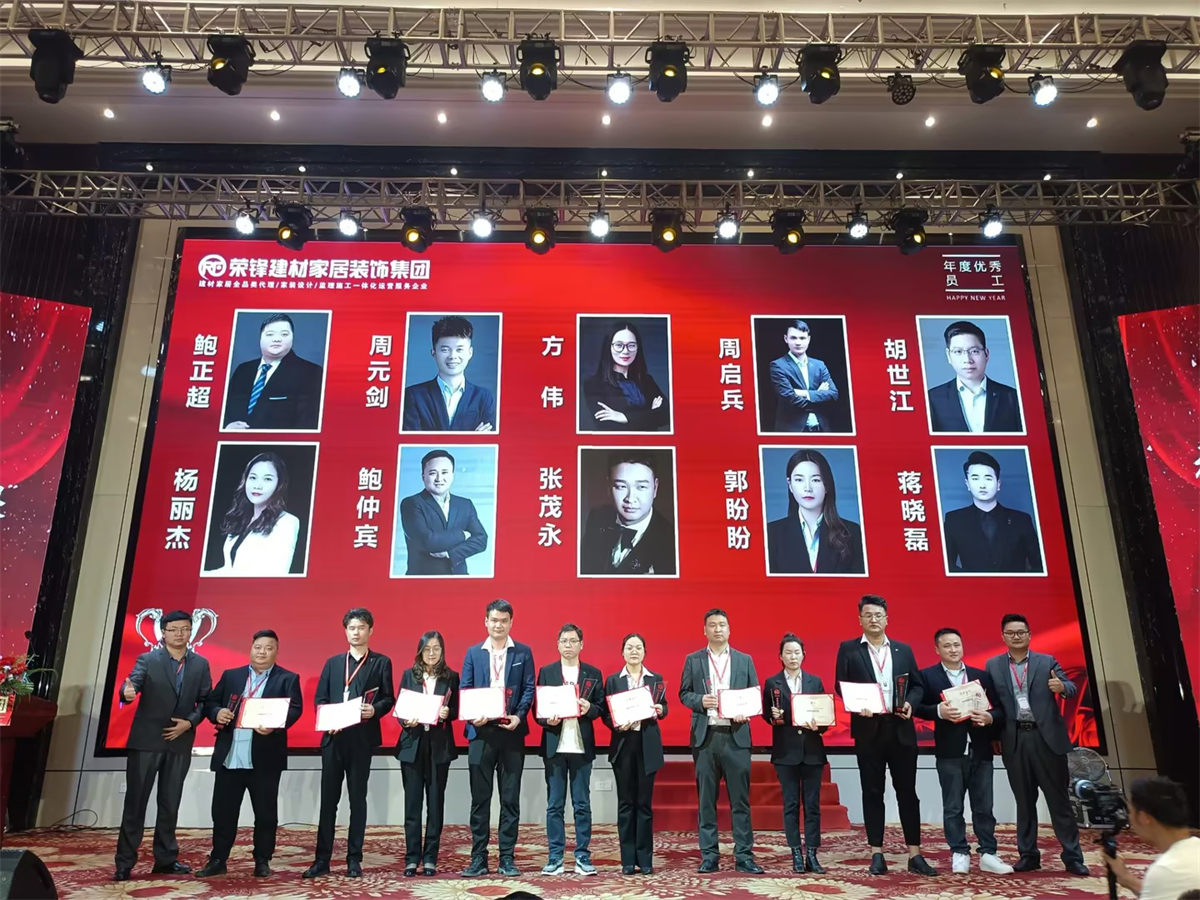 荣锋建材家居装饰集团
建材家居全品类代理/家装设计/监理施工一体化运营服务企业
年度优秀
员工
HAPPY NEW YEAR
鲍正超
周元剑
方伟
周启兵
胡世江
杨丽杰
鲍仲宾
张茂永
郭盼盼
蒋晓磊